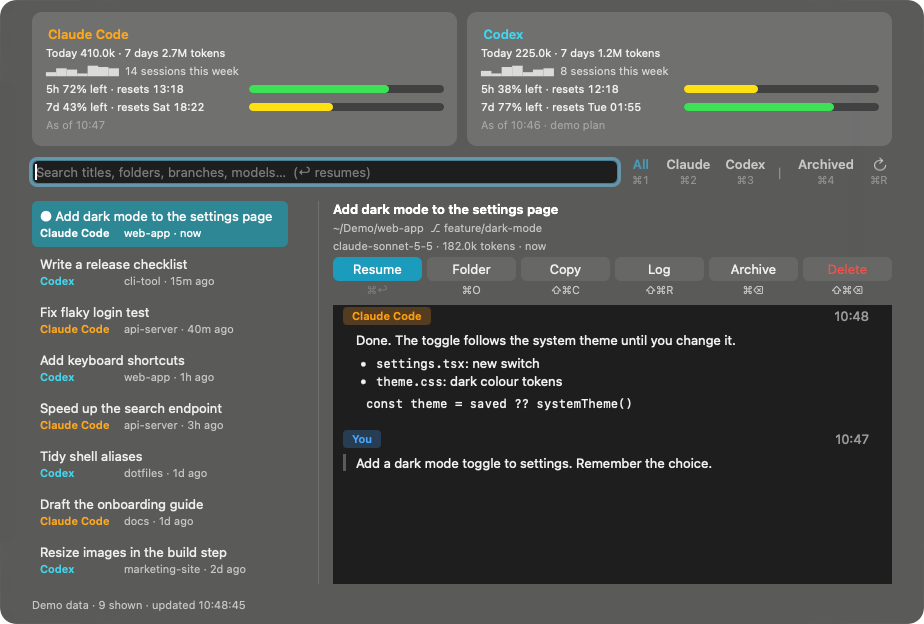 Claude Code
Today 410.0k · 7 days 2.7M tokens
14 sessions this week
5h 72% left · resets 13:18
7d 43% left · resets Sat 18:22
As of 10:47
Codex
Today 225.0k · 7 days 1.2M tokens
8 sessions this week
5h 38% left · resets 12:18
7d 77% left · resets Tue 01:55
As of 10:46 · demo plan
Search titles, folders, branches, models… (↩ resumes)
All Claude Codex | Archived ↻
⌘1 ⌘2 ⌘3 ⌘4 ⌘R
Add dark mode to the settings page
Claude Code web-app · now
Write a release checklist
Codex cli-tool · 15m ago
Fix flaky login test
Claude Code api-server · 40m ago
Add keyboard shortcuts
Codex web-app · 1h ago
Speed up the search endpoint
Claude Code api-server · 3h ago
Tidy shell aliases
Codex dotfiles · 1d ago
Draft the onboarding guide
Claude Code docs · 1d ago
Resize images in the build step
Codex marketing-site · 2d ago
Add dark mode to the settings page
~/Demo/web-app ⎇ feature/dark-mode
claude-sonnet-5-5 · 182.0k tokens · now
Resume Folder Copy Log Archive Delete
⌘↩ ⌘O ⇧⌘C ⇧⌘R ⌘⌫ ⇧⌘⌫
Claude Code 10:48
Done. The toggle follows the system theme until you change it.
• settings.tsx: new switch
• theme.css: dark colour tokens
const theme = saved ?? systemTheme()
You 10:47
Add a dark mode toggle to settings. Remember the choice.
Demo data · 9 shown · updated 10:48:45